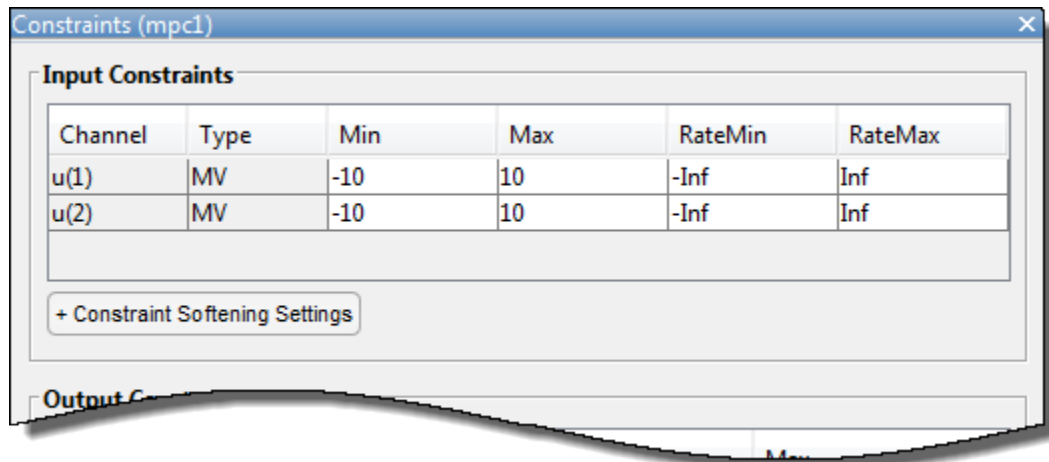 Constraints (mpc1)
Input Constraints
Channel Type Min Max RateMin RateMax
u(1) MV -10 10 -Inf Inf
u(2) MV -10 10 -Inf Inf
+ Constraint Softening Settings
Output